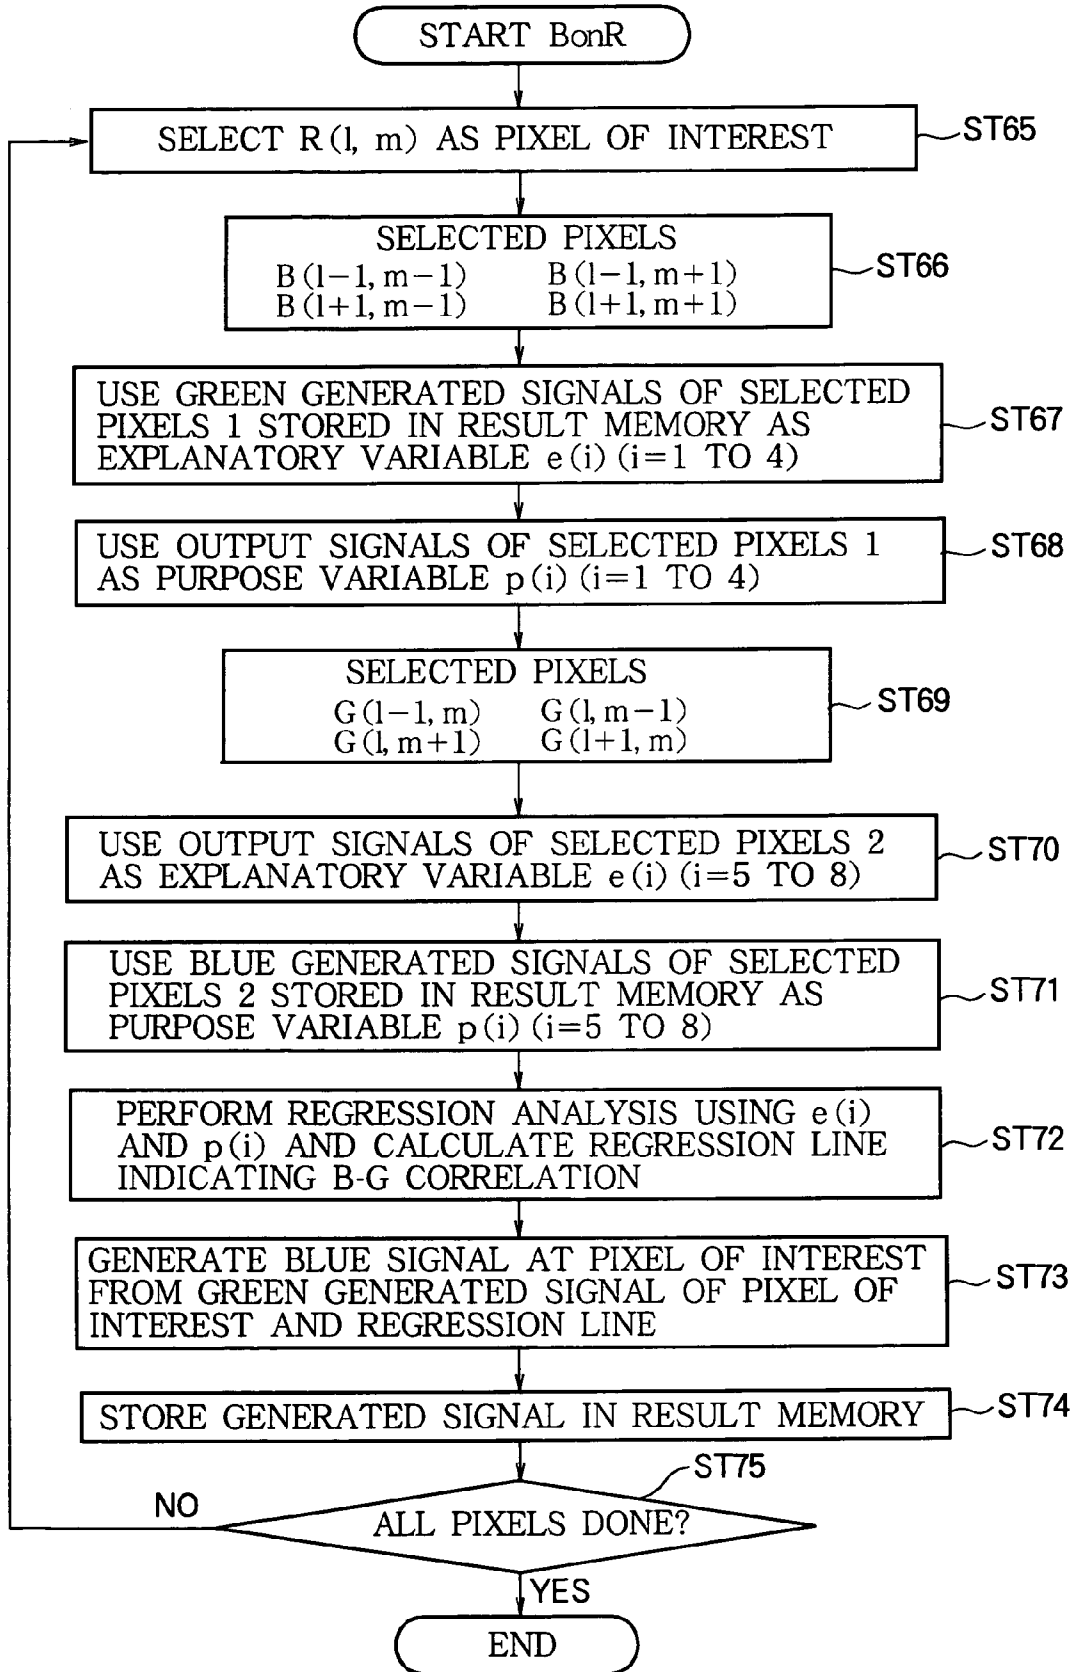 START BonR
SELECT R(l, m) AS PIXEL OF INTEREST
ST65
SELECTED PIXELS
B(l−1, m−1) B(l−1, m+1)
B(l+1, m−1) B(l+1, m+1)
ST66
USE GREEN GENERATED SIGNALS OF SELECTED
PIXELS 1 STORED IN RESULT MEMORY AS
EXPLANATORY VARIABLE e(i) (i=1 TO 4)
ST67
USE OUTPUT SIGNALS OF SELECTED PIXELS 1
AS PURPOSE VARIABLE p(i) (i=1 TO 4)
ST68
SELECTED PIXELS
G(l−1, m) G(l, m−1)
G(l, m+1) G(l+1, m)
ST69
USE OUTPUT SIGNALS OF SELECTED PIXELS 2
AS EXPLANATORY VARIABLE e(i) (i=5 TO 8)
ST70
USE BLUE GENERATED SIGNALS OF SELECTED
PIXELS 2 STORED IN RESULT MEMORY AS
PURPOSE VARIABLE p(i) (i=5 TO 8)
ST71
PERFORM REGRESSION ANALYSIS USING e(i)
AND p(i) AND CALCULATE REGRESSION LINE
INDICATING B-G CORRELATION
ST72
GENERATE BLUE SIGNAL AT PIXEL OF INTEREST
FROM GREEN GENERATED SIGNAL OF PIXEL OF
INTEREST AND REGRESSION LINE
ST73
STORE GENERATED SIGNAL IN RESULT MEMORY
ST74
ST75
NO
ALL PIXELS DONE?
YES
END